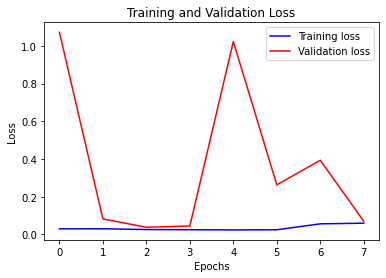 Training and Validation Loss
Training loss
Validation loss
Loss
1.0
0.8
0.6
0.4
0.2
0.0
0 1 2 3 4 5 6 7
Epochs